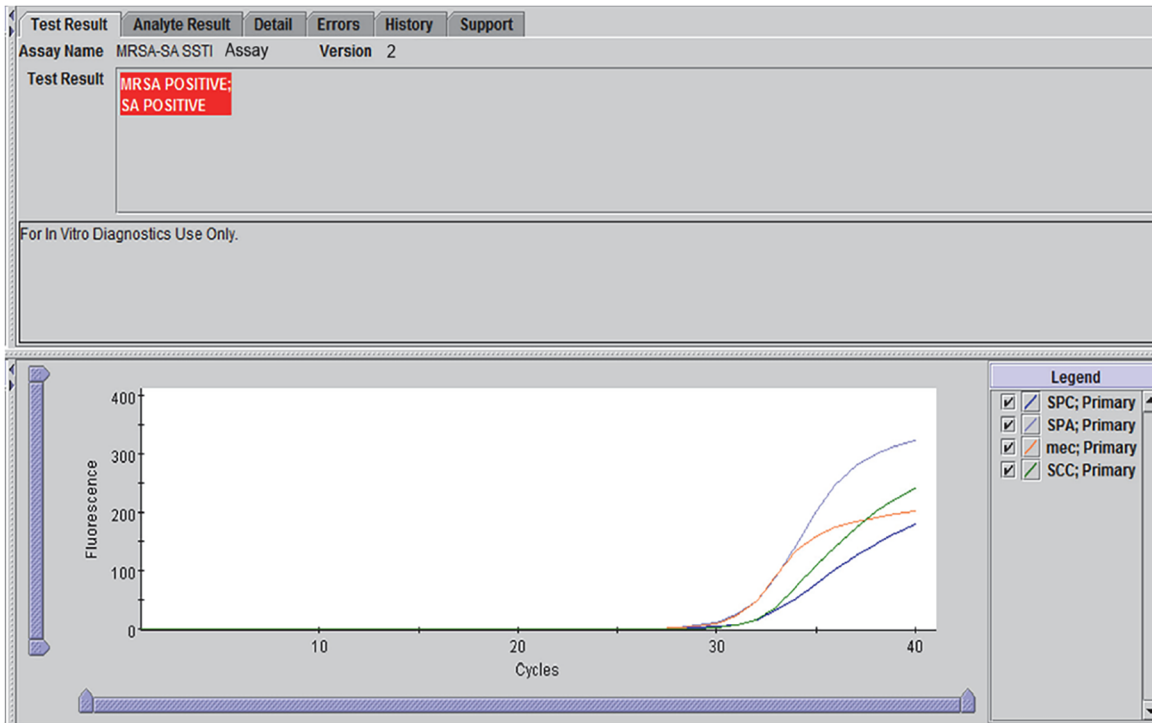 Test Result Analyte Result Detail Errors History Support
Assay Name MRSA-SA SSTI Assay Version 2
Test Result MRSA POSITIVE;
SA POSITIVE
For In Vitro Diagnostics Use Only.
400
300
200
100
0
Fluorescence
10 20 30 40
Cycles
Legend
SPC; Primary
SPA; Primary
mec; Primary
SCC; Primary